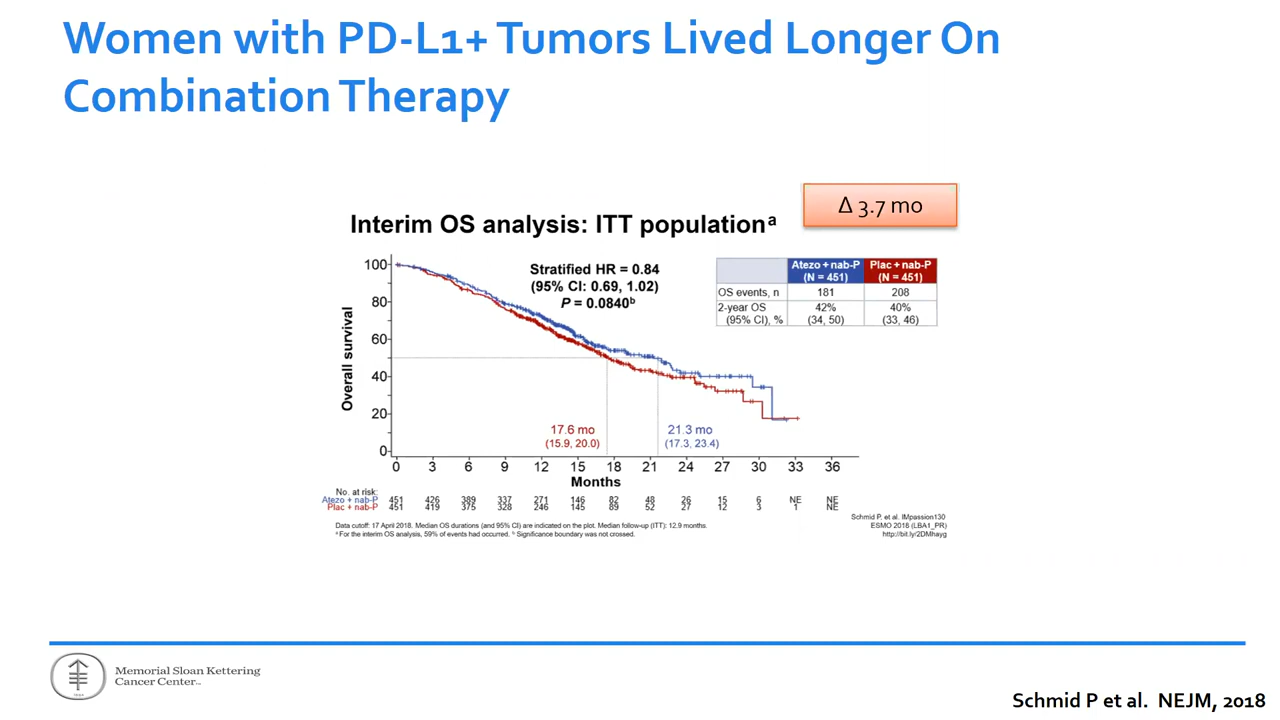 Women with PD-L1+ Tumors Lived Longer On
Combination Therapy
Δ 3.7 mo
Interim OS analysis: ITT populationᵃ
Stratified HR = 0.84
(95% CI: 0.69, 1.02)
P = 0.0840ᵇ
Atezo + nab-P Plac + nab-P
(N = 451) (N = 451)
OS events, n 181 208
2-year OS 42% 40%
(95% CI), % (34, 50) (33, 46)
Overall survival
100
80
60
40
20
0
17.6 mo 21.3 mo
(15.9, 20.0) (17.3, 23.4)
0 3 6 9 12 15 18 21 24 27 30 33 36
Months
No. at risk:
Atezo + nab-P 451 426 389 337 271 146 82 48 26 15 6 NE NE
Plac + nab-P 451 419 375 328 246 145 89 52 27 12 3 1 NE
Schmid P, et al. IMpassion130
ESMO 2018 (LBA1_PR)
http://bit.ly/2DMhayg
Data cutoff: 17 April 2018. Median OS durations (and 95% CI) are indicated on the plot. Median follow-up (ITT): 12.9 months.
ᵃ For the interim OS analysis, 59% of events had occurred. ᵇ Significance boundary was not crossed.
Memorial Sloan Kettering
Cancer Center
Schmid P et al. NEJM, 2018